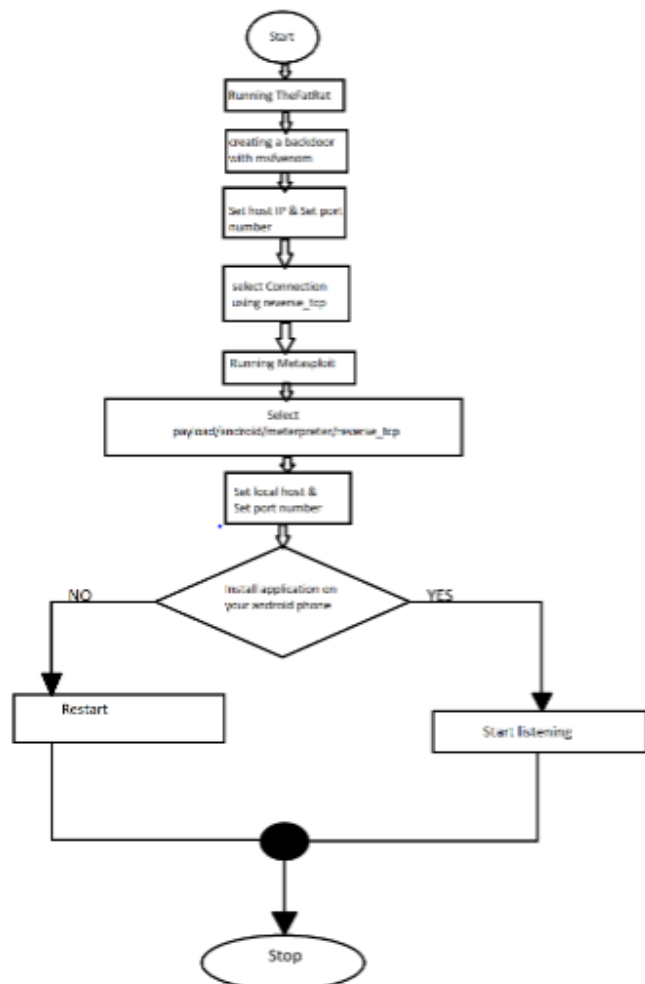 Start
Running TheFatRat
creating a backdoor
with msfvenom
Set host IP & Set port
number
select Connection
using reverse_tcp
Running Metasploit
Select
payload/android/meterpreter/reverse_tcp
Set local host &
Set port number
Install application on
your android phone
NO
YES
Restart
Start listening
Stop